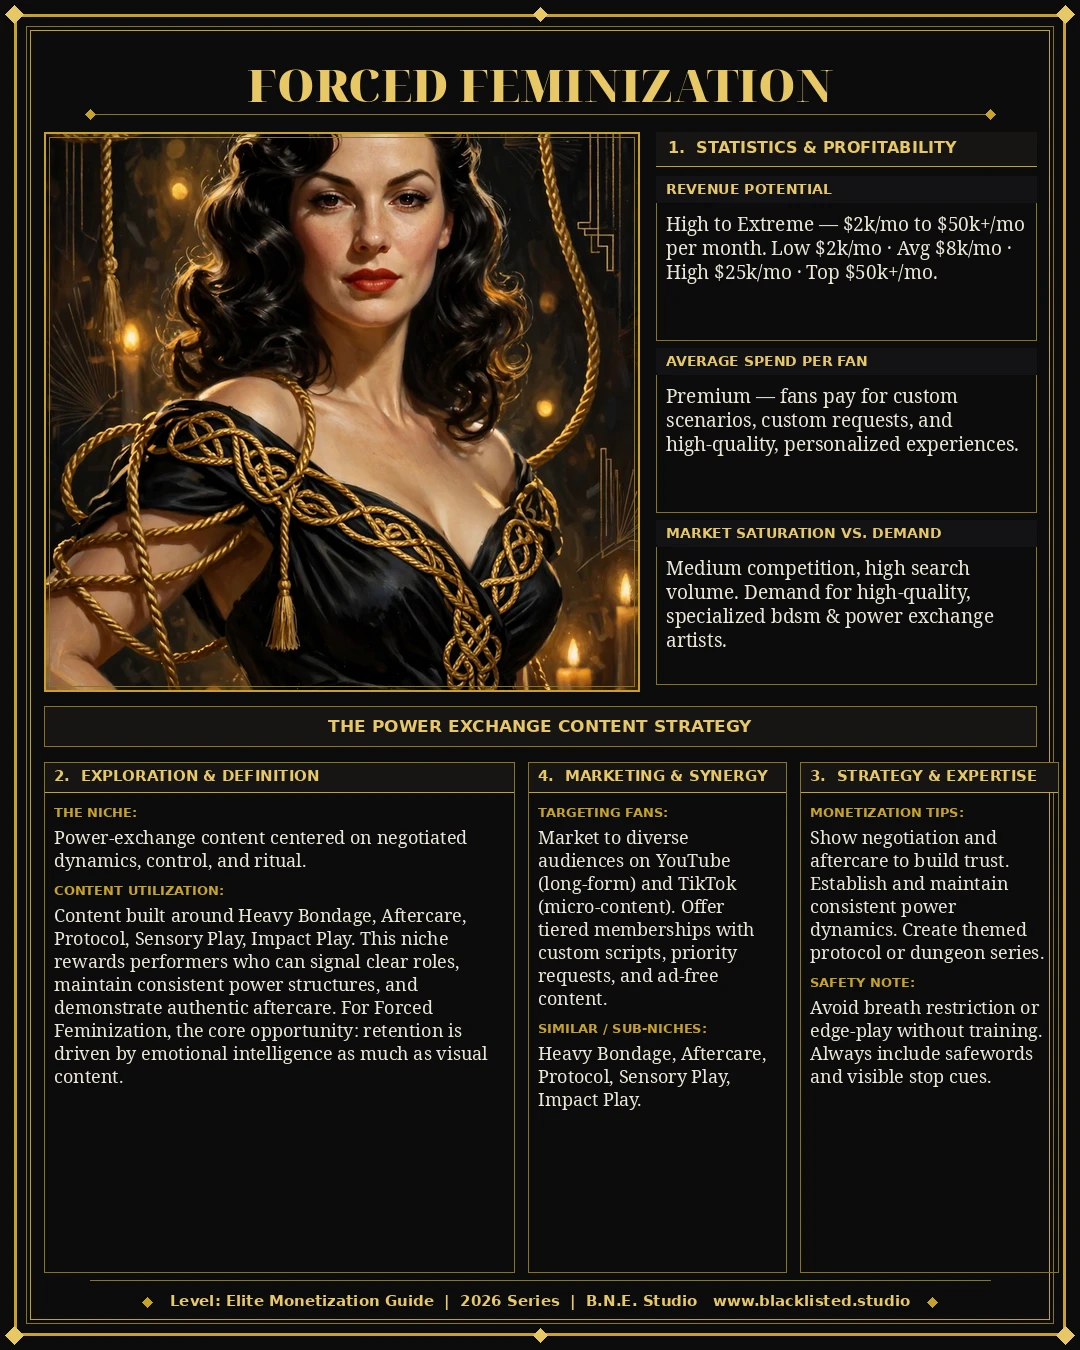 FORCED FEMINIZATION
1. STATISTICS & PROFITABILITY
REVENUE POTENTIAL
High to Extreme — $2k/mo to $50k+/mo
per month. Low $2k/mo · Avg $8k/mo ·
High $25k/mo · Top $50k+/mo.
AVERAGE SPEND PER FAN
Premium — fans pay for custom
scenarios, custom requests, and
high-quality, personalized experiences.
MARKET SATURATION VS. DEMAND
Medium competition, high search
volume. Demand for high-quality,
specialized bdsm & power exchange
artists.
THE POWER EXCHANGE CONTENT STRATEGY
2. EXPLORATION & DEFINITION
THE NICHE:
Power-exchange content centered on negotiated
dynamics, control, and ritual.
CONTENT UTILIZATION:
Content built around Heavy Bondage, Aftercare,
Protocol, Sensory Play, Impact Play. This niche
rewards performers who can signal clear roles,
maintain consistent power structures, and
demonstrate authentic aftercare. For Forced
Feminization, the core opportunity: retention is
driven by emotional intelligence as much as visual
content.
4. MARKETING & SYNERGY
TARGETING FANS:
Market to diverse
audiences on YouTube
(long-form) and TikTok
(micro-content). Offer
tiered memberships with
custom scripts, priority
requests, and ad-free
content.
SIMILAR / SUB-NICHES:
Heavy Bondage, Aftercare,
Protocol, Sensory Play,
Impact Play.
3. STRATEGY & EXPERTISE
MONETIZATION TIPS:
Show negotiation and
aftercare to build trust.
Establish and maintain
consistent power
dynamics. Create themed
protocol or dungeon series.
SAFETY NOTE:
Avoid breath restriction or
edge-play without training.
Always include safewords
and visible stop cues.
Level: Elite Monetization Guide | 2026 Series | B.N.E. Studio www.blacklisted.studio